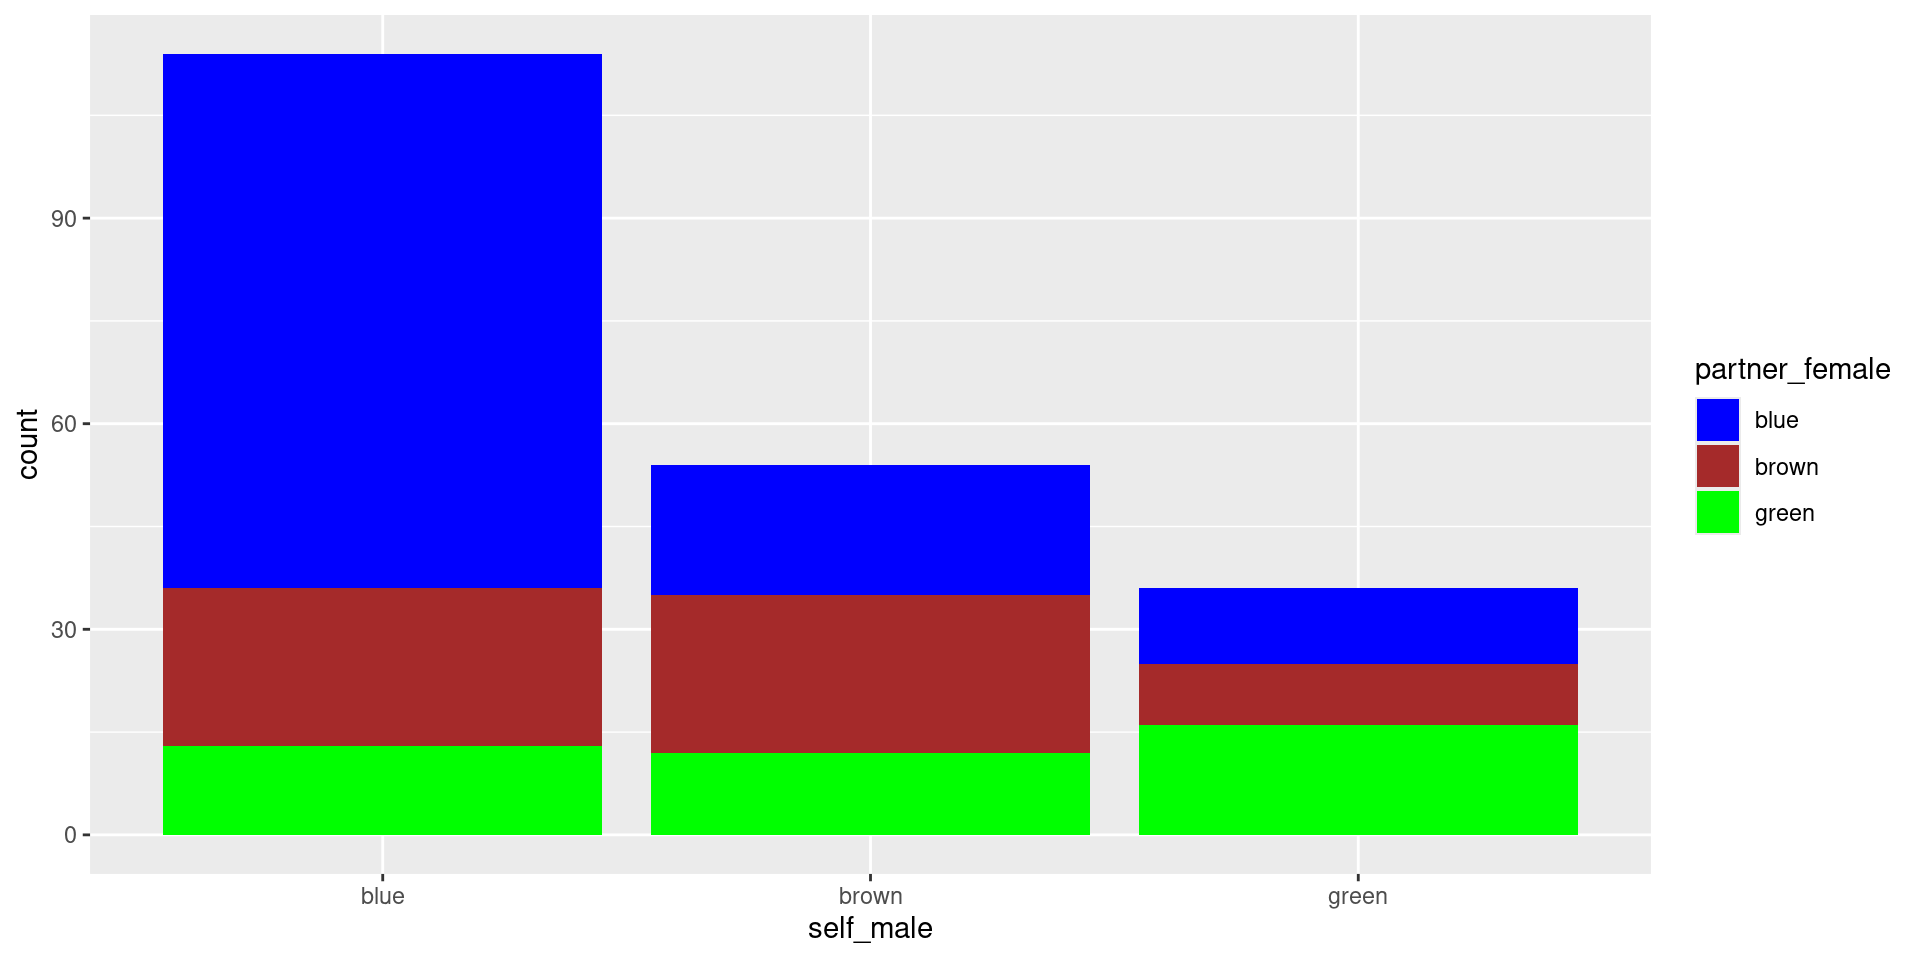 count
90
60
30
0
blue
brown
green
self_male
partner_female
blue
brown
green